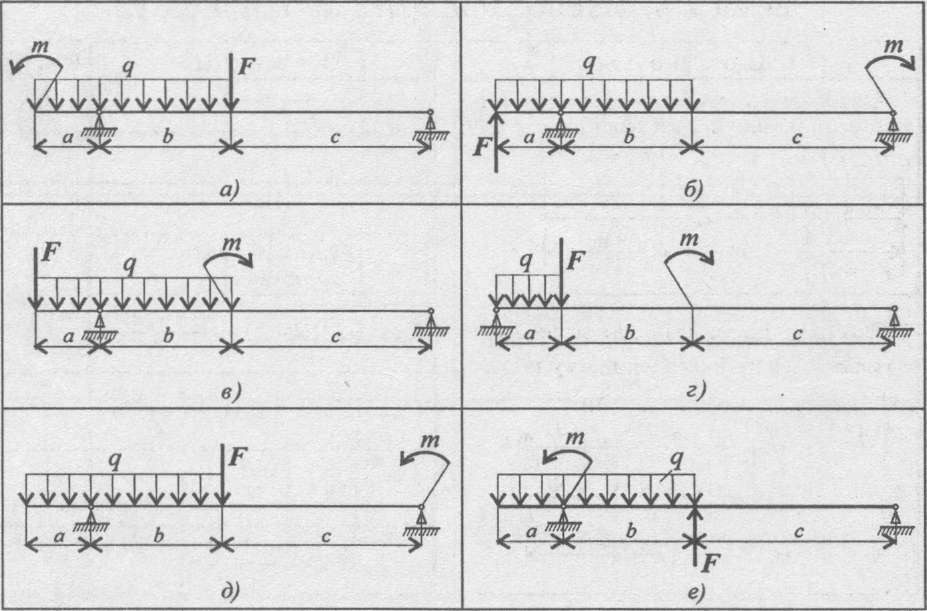 m q F
a b c
а)
q m
F a b c
б)
F q m
a b c
в)
q F m
a b c
г)
q F m
a b c
д)
m q
a b c
F
е)